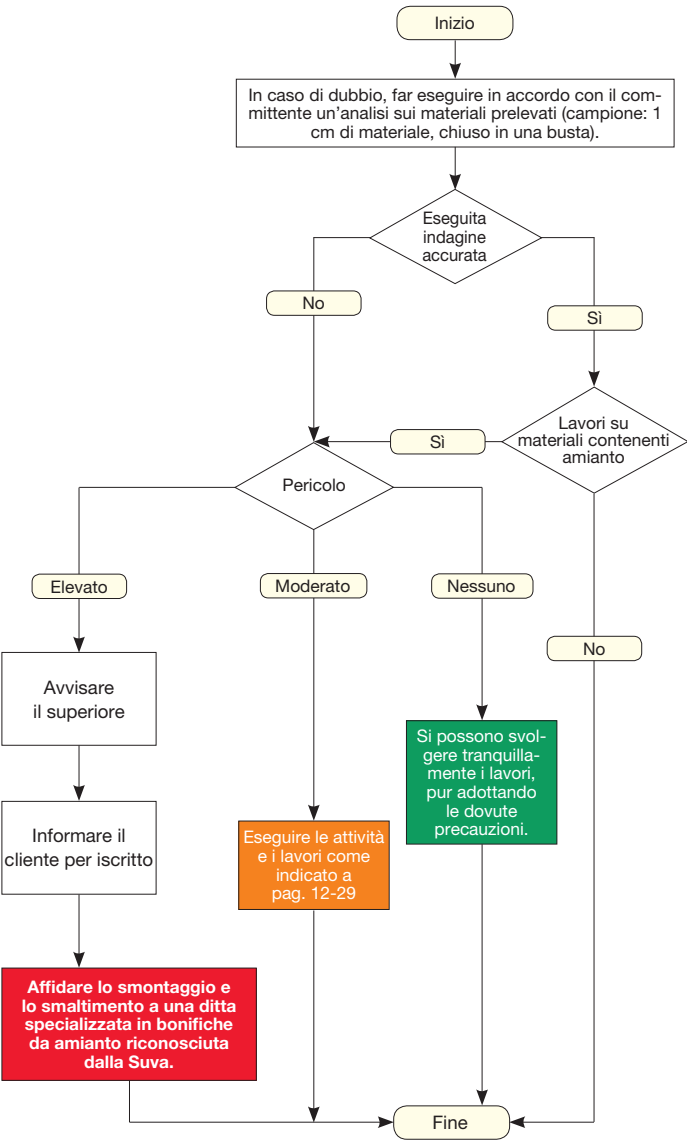 Inizio
In caso di dubbio, far eseguire in accordo con il com-
mittente un'analisi sui materiali prelevati (campione: 1
cm di materiale, chiuso in una busta).
Eseguita
indagine
accurata
No
Sì
Lavori su
materiali contenenti
amianto
Sì
Pericolo
Elevato
Moderato
Nessuno
No
Avvisare
il superiore
Si possono svol-
gere tranquilla-
mente i lavori,
pur adottando
le dovute
precauzioni.
Informare il
cliente per iscritto
Eseguire le attività
e i lavori come
indicato a
pag. 12-29
Affidare lo smontaggio e
lo smaltimento a una ditta
specializzata in bonifiche
da amianto riconosciuta
dalla Suva.
Fine